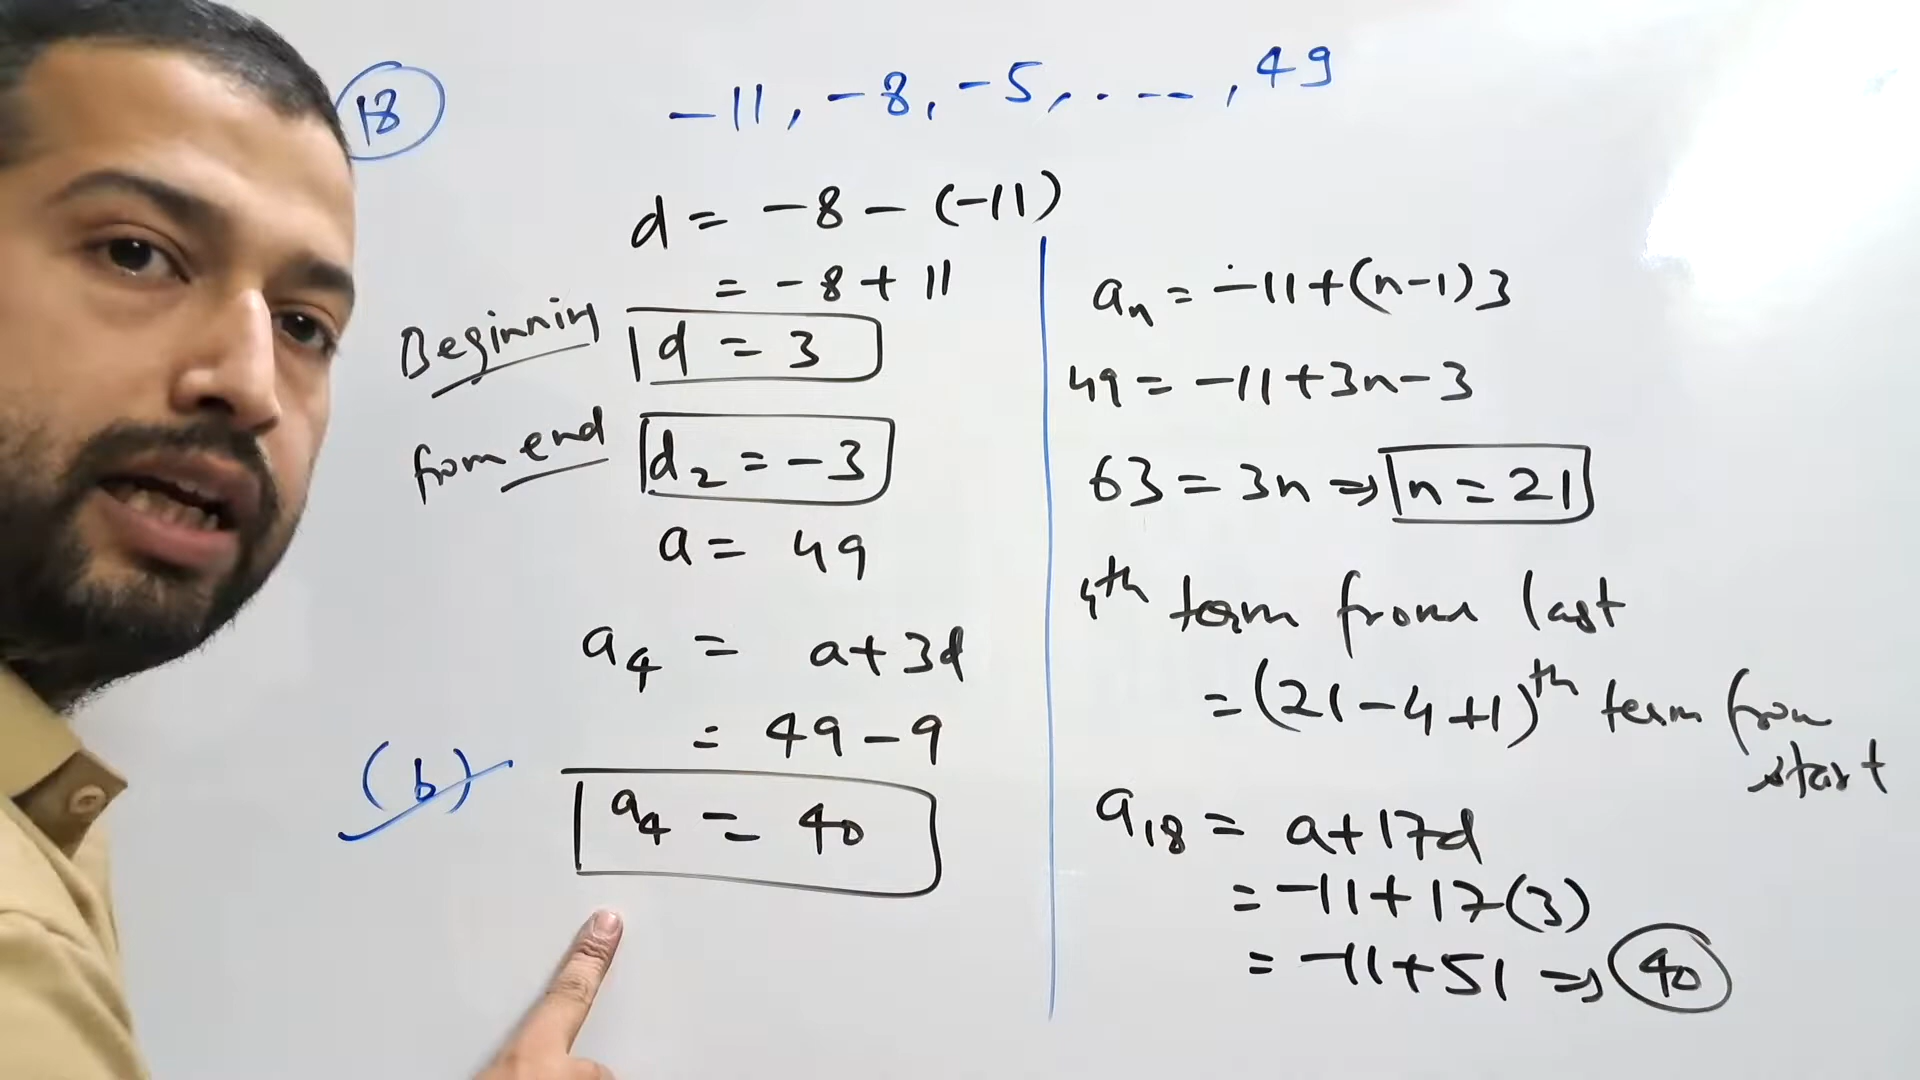 18
-11, -8, -5, . --- , 49
d = -8 - (-11)
= -8 + 11
Beginning d = 3
from end d₂ = -3
a = 49
a₄ = a+3d
= 49-9
(b)
a₄ = 40
aₙ = -11+(n-1)3
49 = -11+3n-3
63 = 3n ⇒ n = 21
4th term from last
= (21-4+1)th term from
start
a₁₈ = a+17d
= -11+17(3)
= -11+51 ⇒ 40